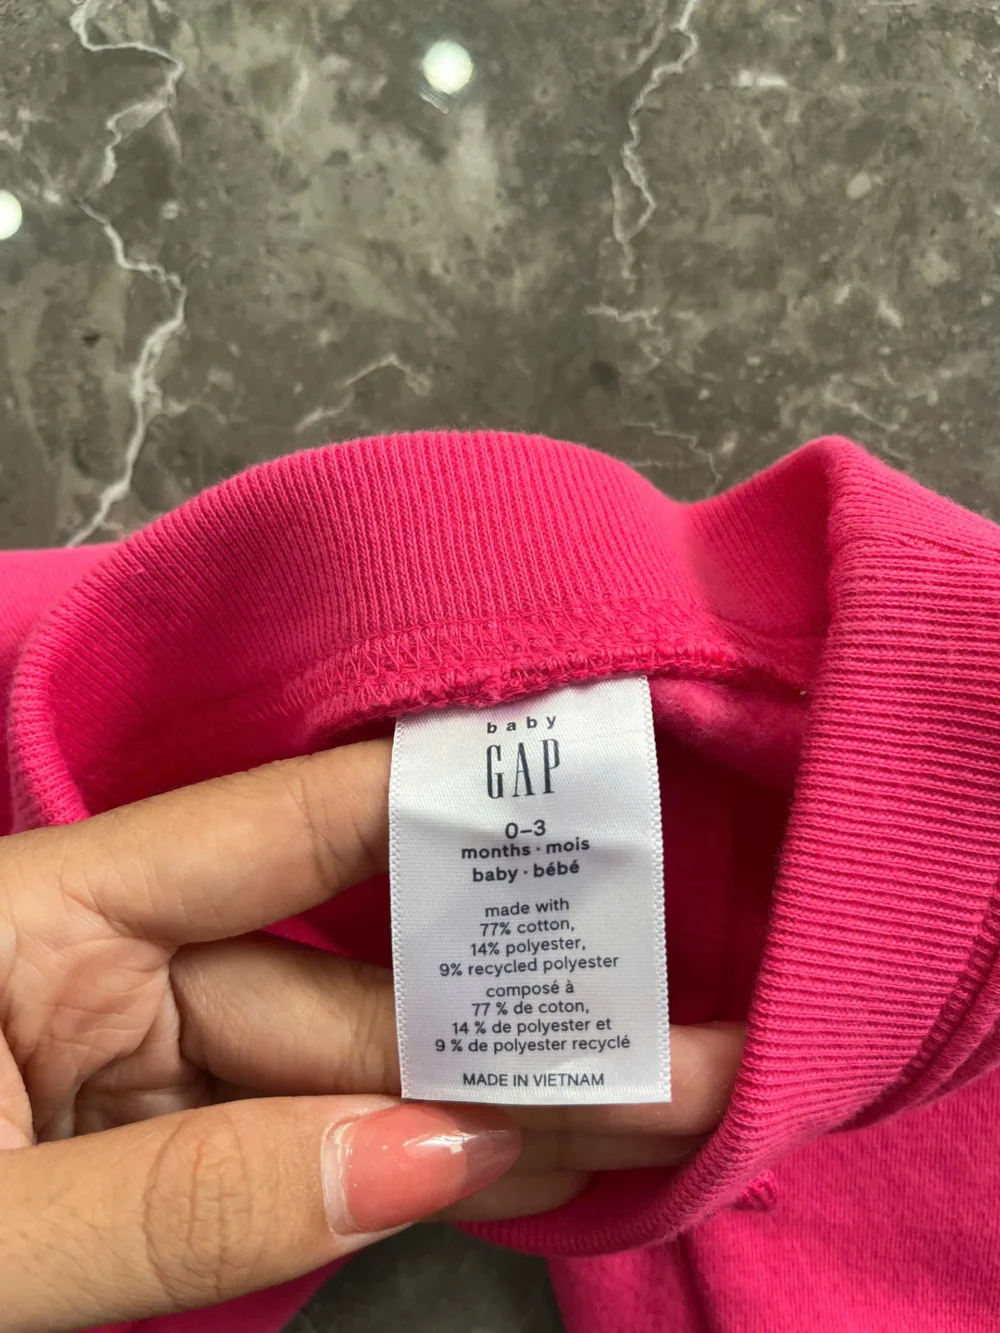 baby
GAP
0–3
months · mois
baby · bébé
made with
77% cotton,
14% polyester,
9% recycled polyester
composé à
77 % de coton,
14 % de polyester et
9 % de polyester recyclé
MADE IN VIETNAM